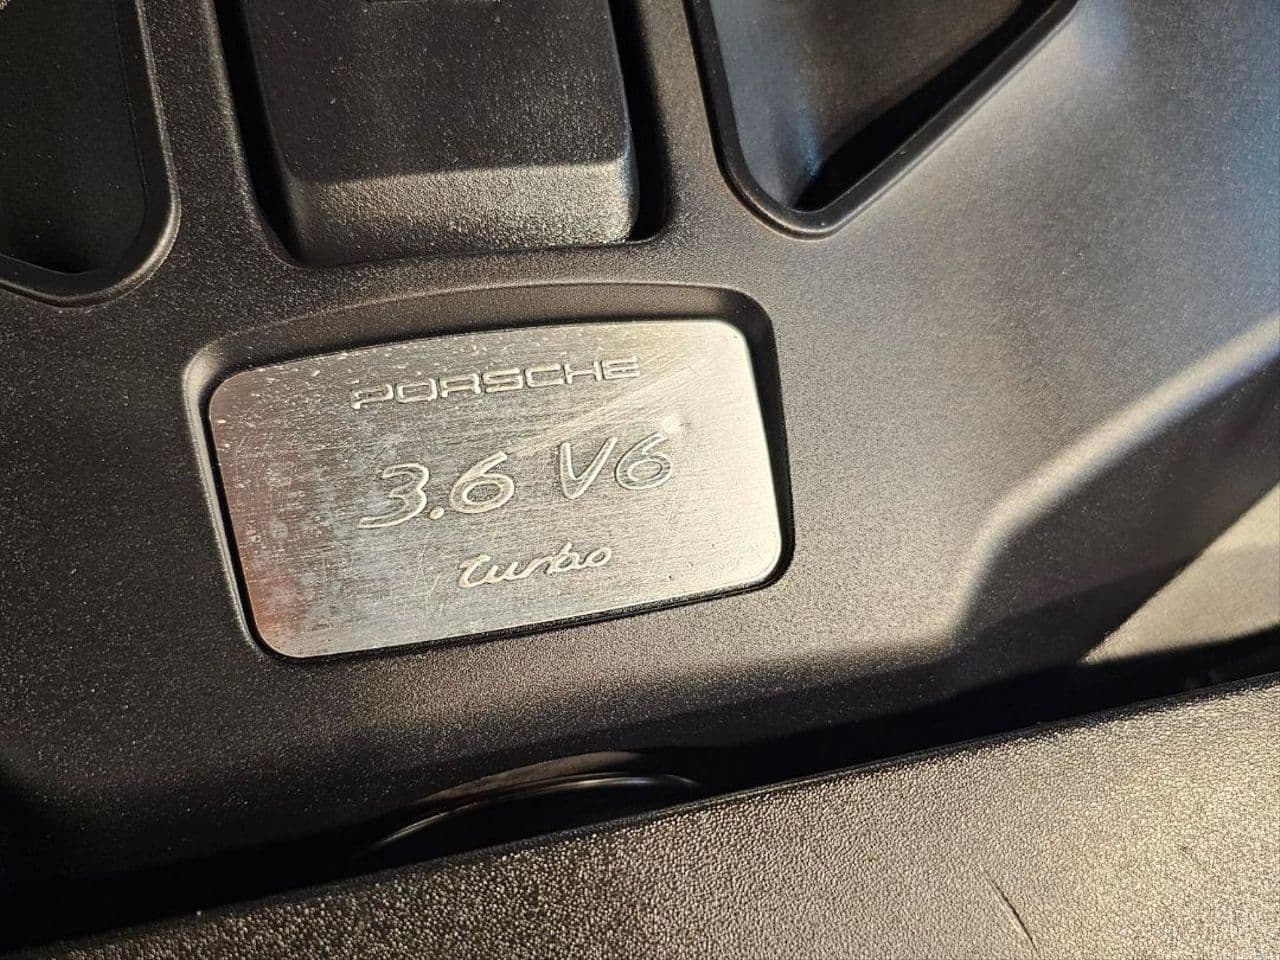 PORSCHE
3.6 V6
turbo